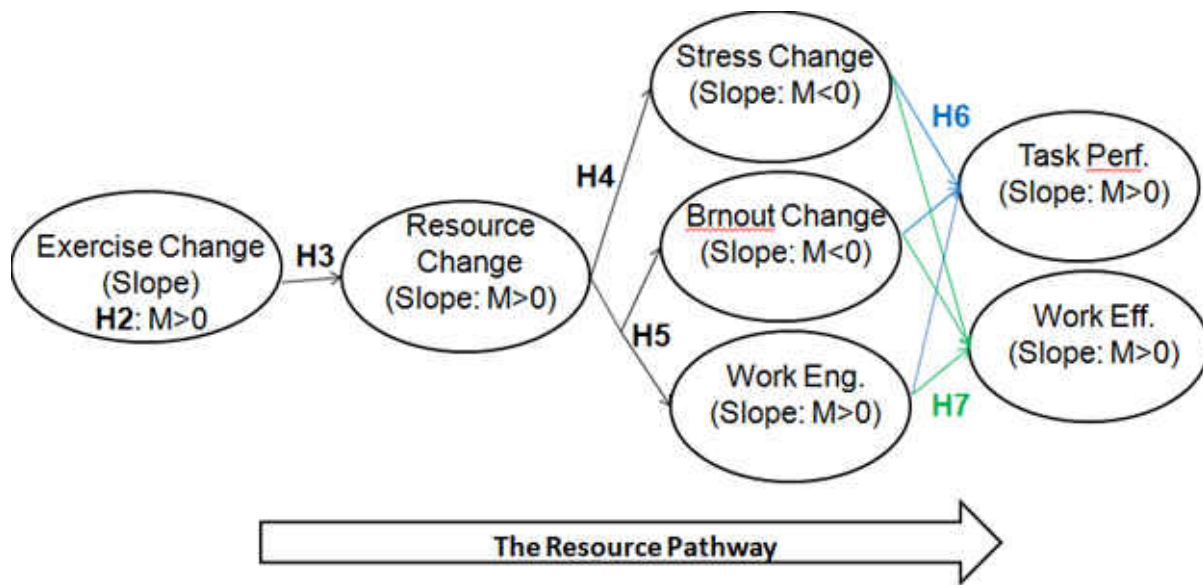 Exercise Change
(Slope)
H2: M>0
H3
Resource
Change
(Slope: M>0)
H4
H5
Stress Change
(Slope: M<0)
Brnout Change
(Slope: M<0)
Work Eng.
(Slope: M>0)
H6
H7
Task Perf.
(Slope: M>0)
Work Eff.
(Slope: M>0)
The Resource Pathway